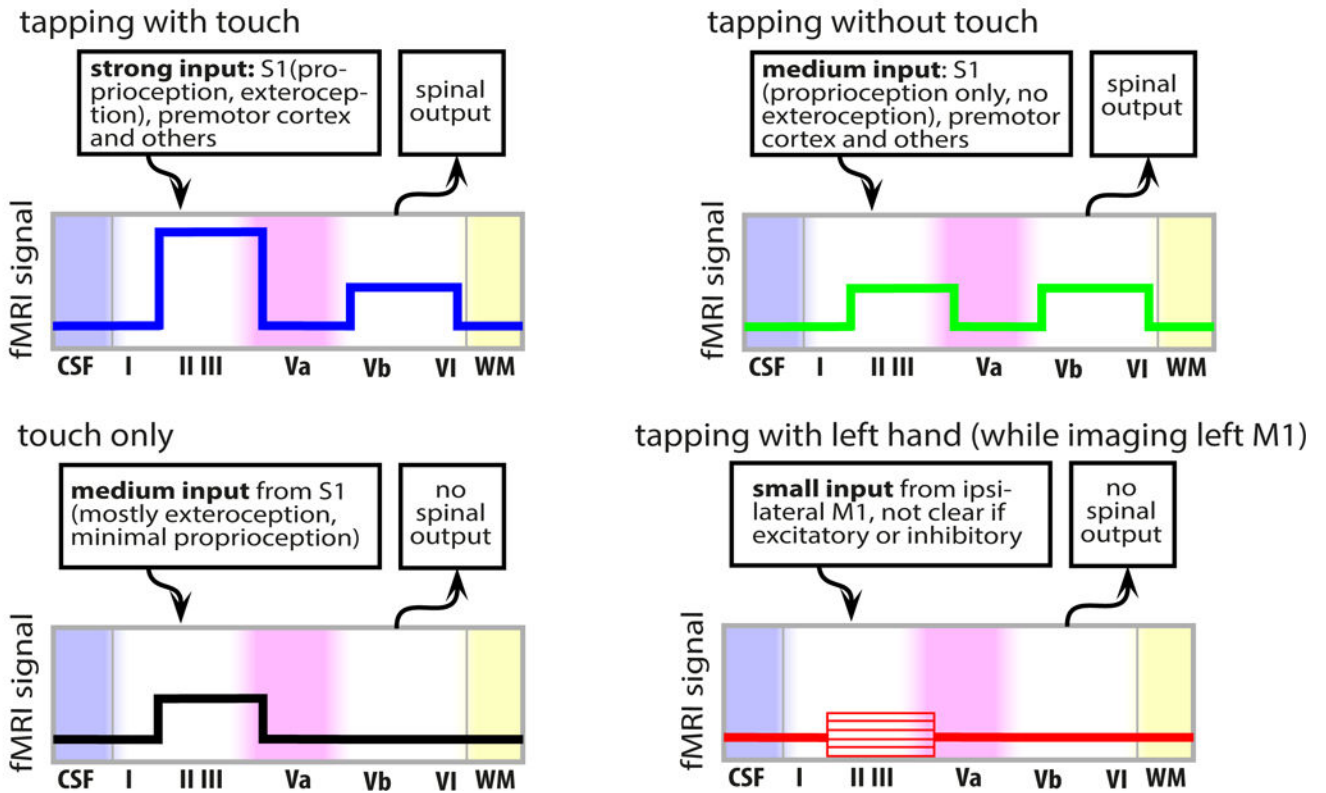 tapping with touch
strong input: S1(pro-
prioception, exterocep-
tion), premotor cortex
and others
spinal
output
fMRI signal
CSF I II III Va Vb VI WM
tapping without touch
medium input: S1
(proprioception only, no
exteroception), premotor
cortex and others
spinal
output
fMRI signal
CSF I II III Va Vb VI WM
touch only
medium input from S1
(mostly exteroception,
minimal proprioception)
no
spinal
output
fMRI signal
CSF I II III Va Vb VI WM
tapping with left hand (while imaging left M1)
small input from ipsi-
lateral M1, not clear if
excitatory or inhibitory
no
spinal
output
fMRI signal
CSF I II III Va Vb VI WM